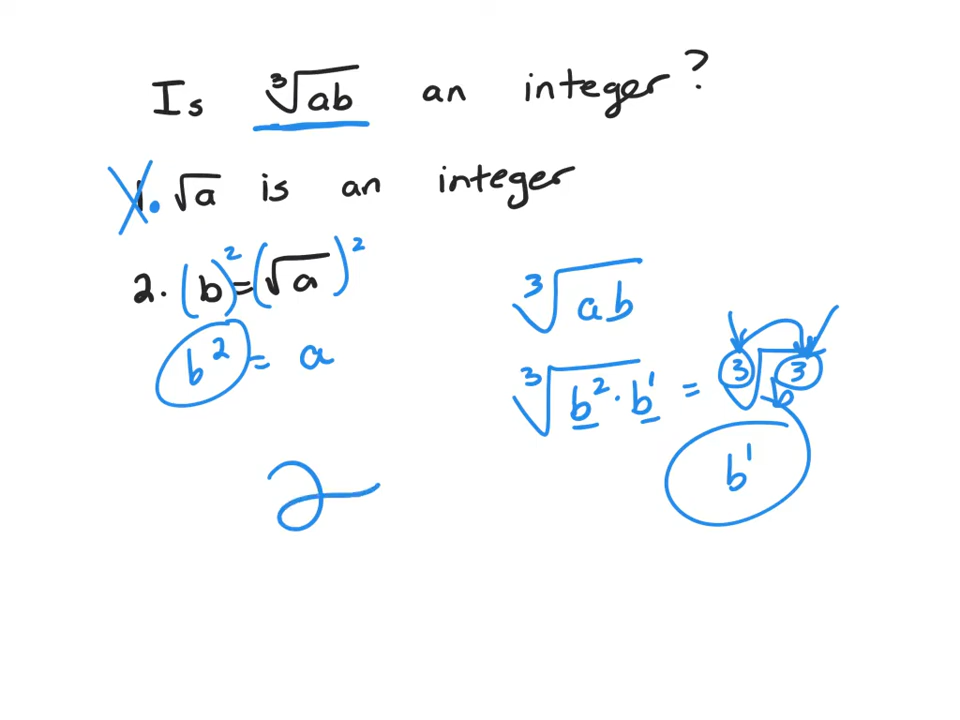 Is ∛ab an integer?
1. √a is an integer
2. (b)² = (√a)²
b² = a
∛ab
∛b²·b¹ = ∛b³
b¹
2